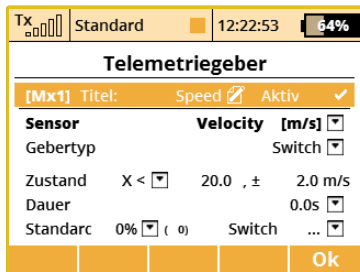 Tx Standard 12:22:53 64%
Telemetriegeber
[Mx1] Titel: Speed Aktiv
Sensor Velocity [m/s]
Gebertyp Switch
Zustand X < 20.0 , ± 2.0 m/s
Dauer 0.0s
Standarc 0% ( 0) Switch ...
Ok